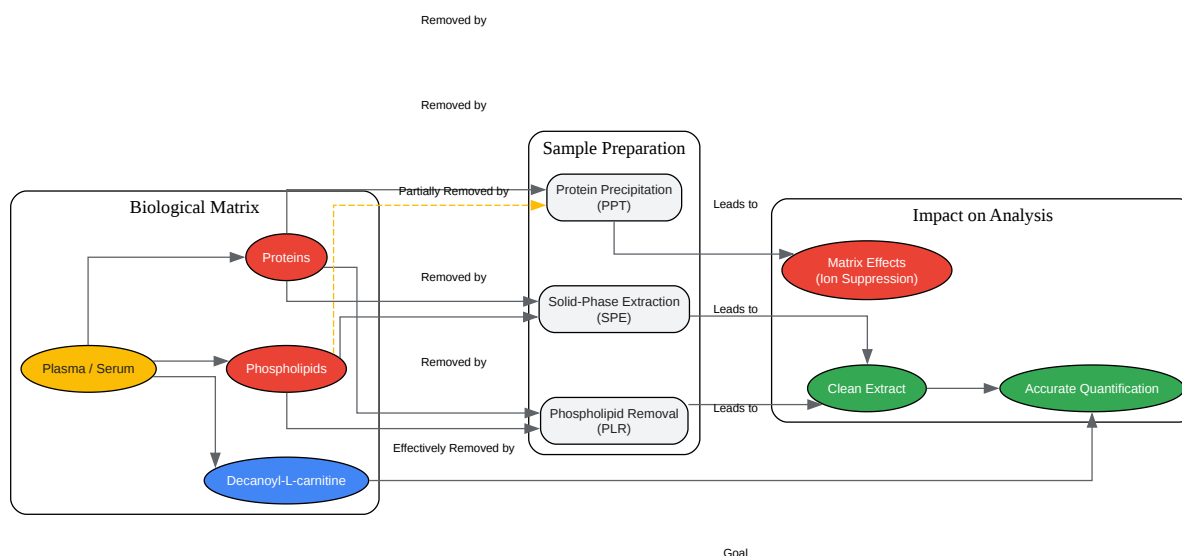 Removed by
Removed by
Sample Preparation
Protein Precipitation
(PPT)
Partially Removed by
Leads to
Biological Matrix
Impact on Analysis
Proteins
Matrix Effects
(Ion Suppression)
Removed by
Solid-Phase Extraction
(SPE)
Leads to
Plasma / Serum
Phospholipids
Removed by
Clean Extract
Accurate Quantification
Phospholipid Removal
(PLR)
Leads to
Effectively Removed by
Decanoyl-L-carnitine
Goal